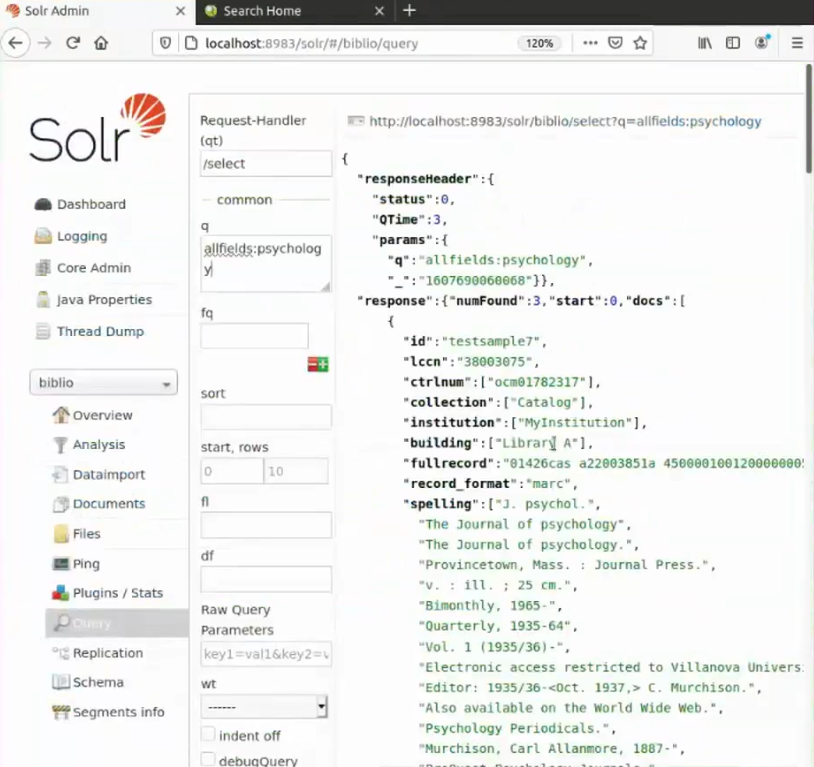 Solr Admin
Search Home
localhost:8983/solr/#/biblio/query
120%
Solr
Dashboard
Logging
Core Admin
Java Properties
Thread Dump
biblio
Overview
Analysis
Dataimport
Documents
Files
Ping
Plugins / Stats
Query
Replication
Schema
Segments info
Request-Handler
(qt)
/select
common
q
allfields:psycholog
y
fq
sort
start, rows
0 10
fl
df
Raw Query
Parameters
key1=val1&key2=v
wt
------
indent off
debugQuery
http://localhost:8983/solr/biblio/select?q=allfields:psychology
{
"responseHeader":{
"status":0,
"QTime":3,
"params":{
"q":"allfields:psychology",
"_":"1607690060068"}},
"response":{"numFound":3,"start":0,"docs":[
{
"id":"testsample7",
"lccn":"38003075",
"ctrlnum":["ocm01782317"],
"collection":["Catalog"],
"institution":["MyInstitution"],
"building":["Library A"],
"fullrecord":"01426cas a22003851a 4500001001200000005
"record_format":"marc",
"spelling":["J. psychol.",
"The Journal of psychology",
"The Journal of psychology.",
"Provincetown, Mass. : Journal Press.",
"v. : ill. ; 25 cm.",
"Bimonthly, 1965-",
"Quarterly, 1935-64",
"Vol. 1 (1935/36)-",
"Electronic access restricted to Villanova Univers
"Editor: 1935/36-<Oct. 1937,> C. Murchison.",
"Also available on the World Wide Web.",
"Psychology Periodicals.",
"Murchison, Carl Allanmore, 1887-",